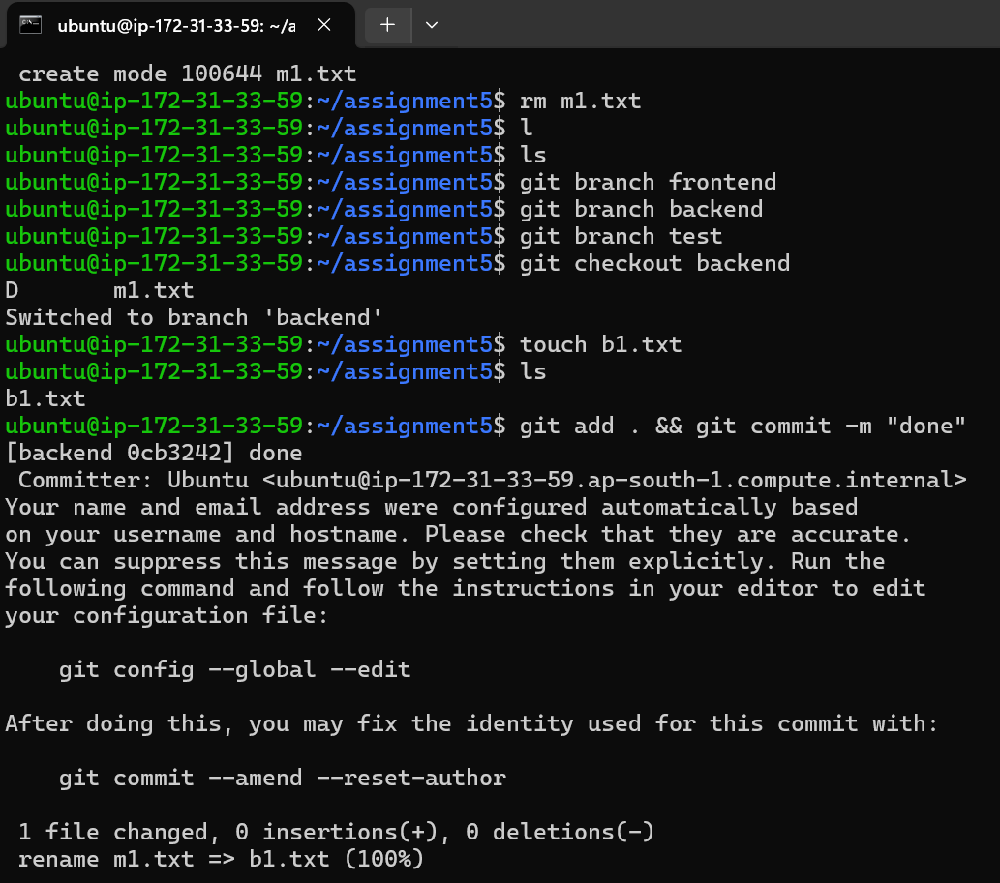 ubuntu@ip-172-31-33-59: ~/a
 create mode 100644 m1.txt
ubuntu@ip-172-31-33-59:~/assignment5$ rm m1.txt
ubuntu@ip-172-31-33-59:~/assignment5$ l
ubuntu@ip-172-31-33-59:~/assignment5$ ls
ubuntu@ip-172-31-33-59:~/assignment5$ git branch frontend
ubuntu@ip-172-31-33-59:~/assignment5$ git branch backend
ubuntu@ip-172-31-33-59:~/assignment5$ git branch test
ubuntu@ip-172-31-33-59:~/assignment5$ git checkout backend
D       m1.txt
Switched to branch 'backend'
ubuntu@ip-172-31-33-59:~/assignment5$ touch b1.txt
ubuntu@ip-172-31-33-59:~/assignment5$ ls
b1.txt
ubuntu@ip-172-31-33-59:~/assignment5$ git add . && git commit -m "done"
[backend 0cb3242] done
 Committer: Ubuntu <ubuntu@ip-172-31-33-59.ap-south-1.compute.internal>
Your name and email address were configured automatically based
on your username and hostname. Please check that they are accurate.
You can suppress this message by setting them explicitly. Run the
following command and follow the instructions in your editor to edit
your configuration file:

    git config --global --edit

After doing this, you may fix the identity used for this commit with:

    git commit --amend --reset-author

 1 file changed, 0 insertions(+), 0 deletions(-)
 rename m1.txt => b1.txt (100%)